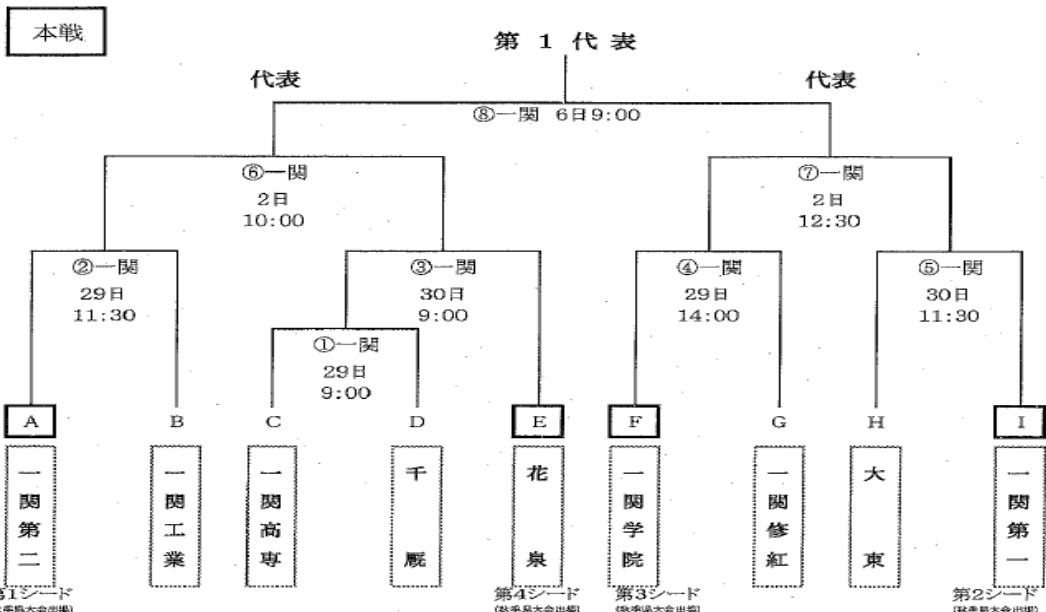 本戦
第1代表
代表
代表
⑧一関 6日9:00
⑥一関
2日
10:00
⑦一関
2日
12:30
②一関
29日
11:30
③一関
30日
9:00
④一関
29日
14:00
⑤一関
30日
11:30
①一関
29日
9:00
A
B
C
D
E
F
G
H
I
一関第二
一関工業
一関高専
千厩
花泉
一関学院
一関修紅
大東
一関第一
第1シード
第4シード
第3シード
第2シード